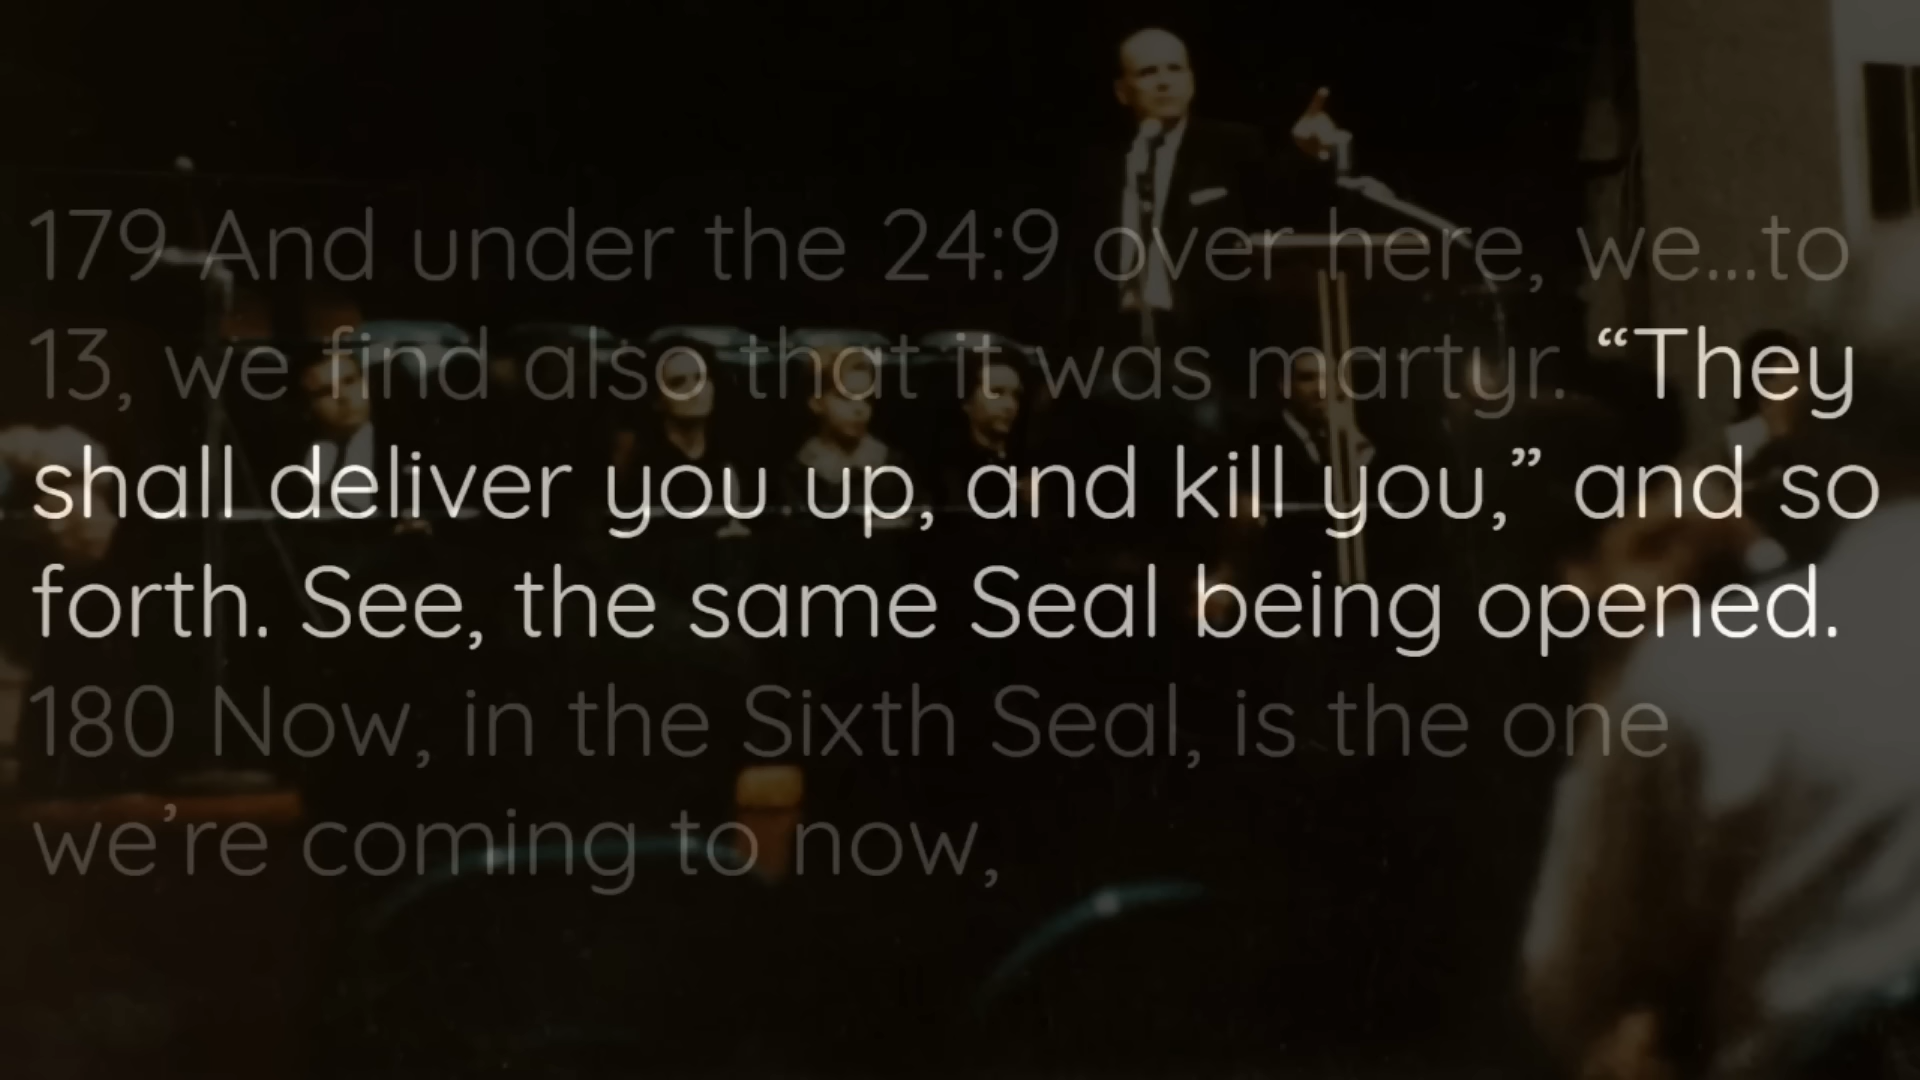 179 And under the 24:9 over here, we...to
13, we find also that it was martyr. “They
shall deliver you up, and kill you,” and so
forth. See, the same Seal being opened.
180 Now, in the Sixth Seal, is the one
we’re coming to now,